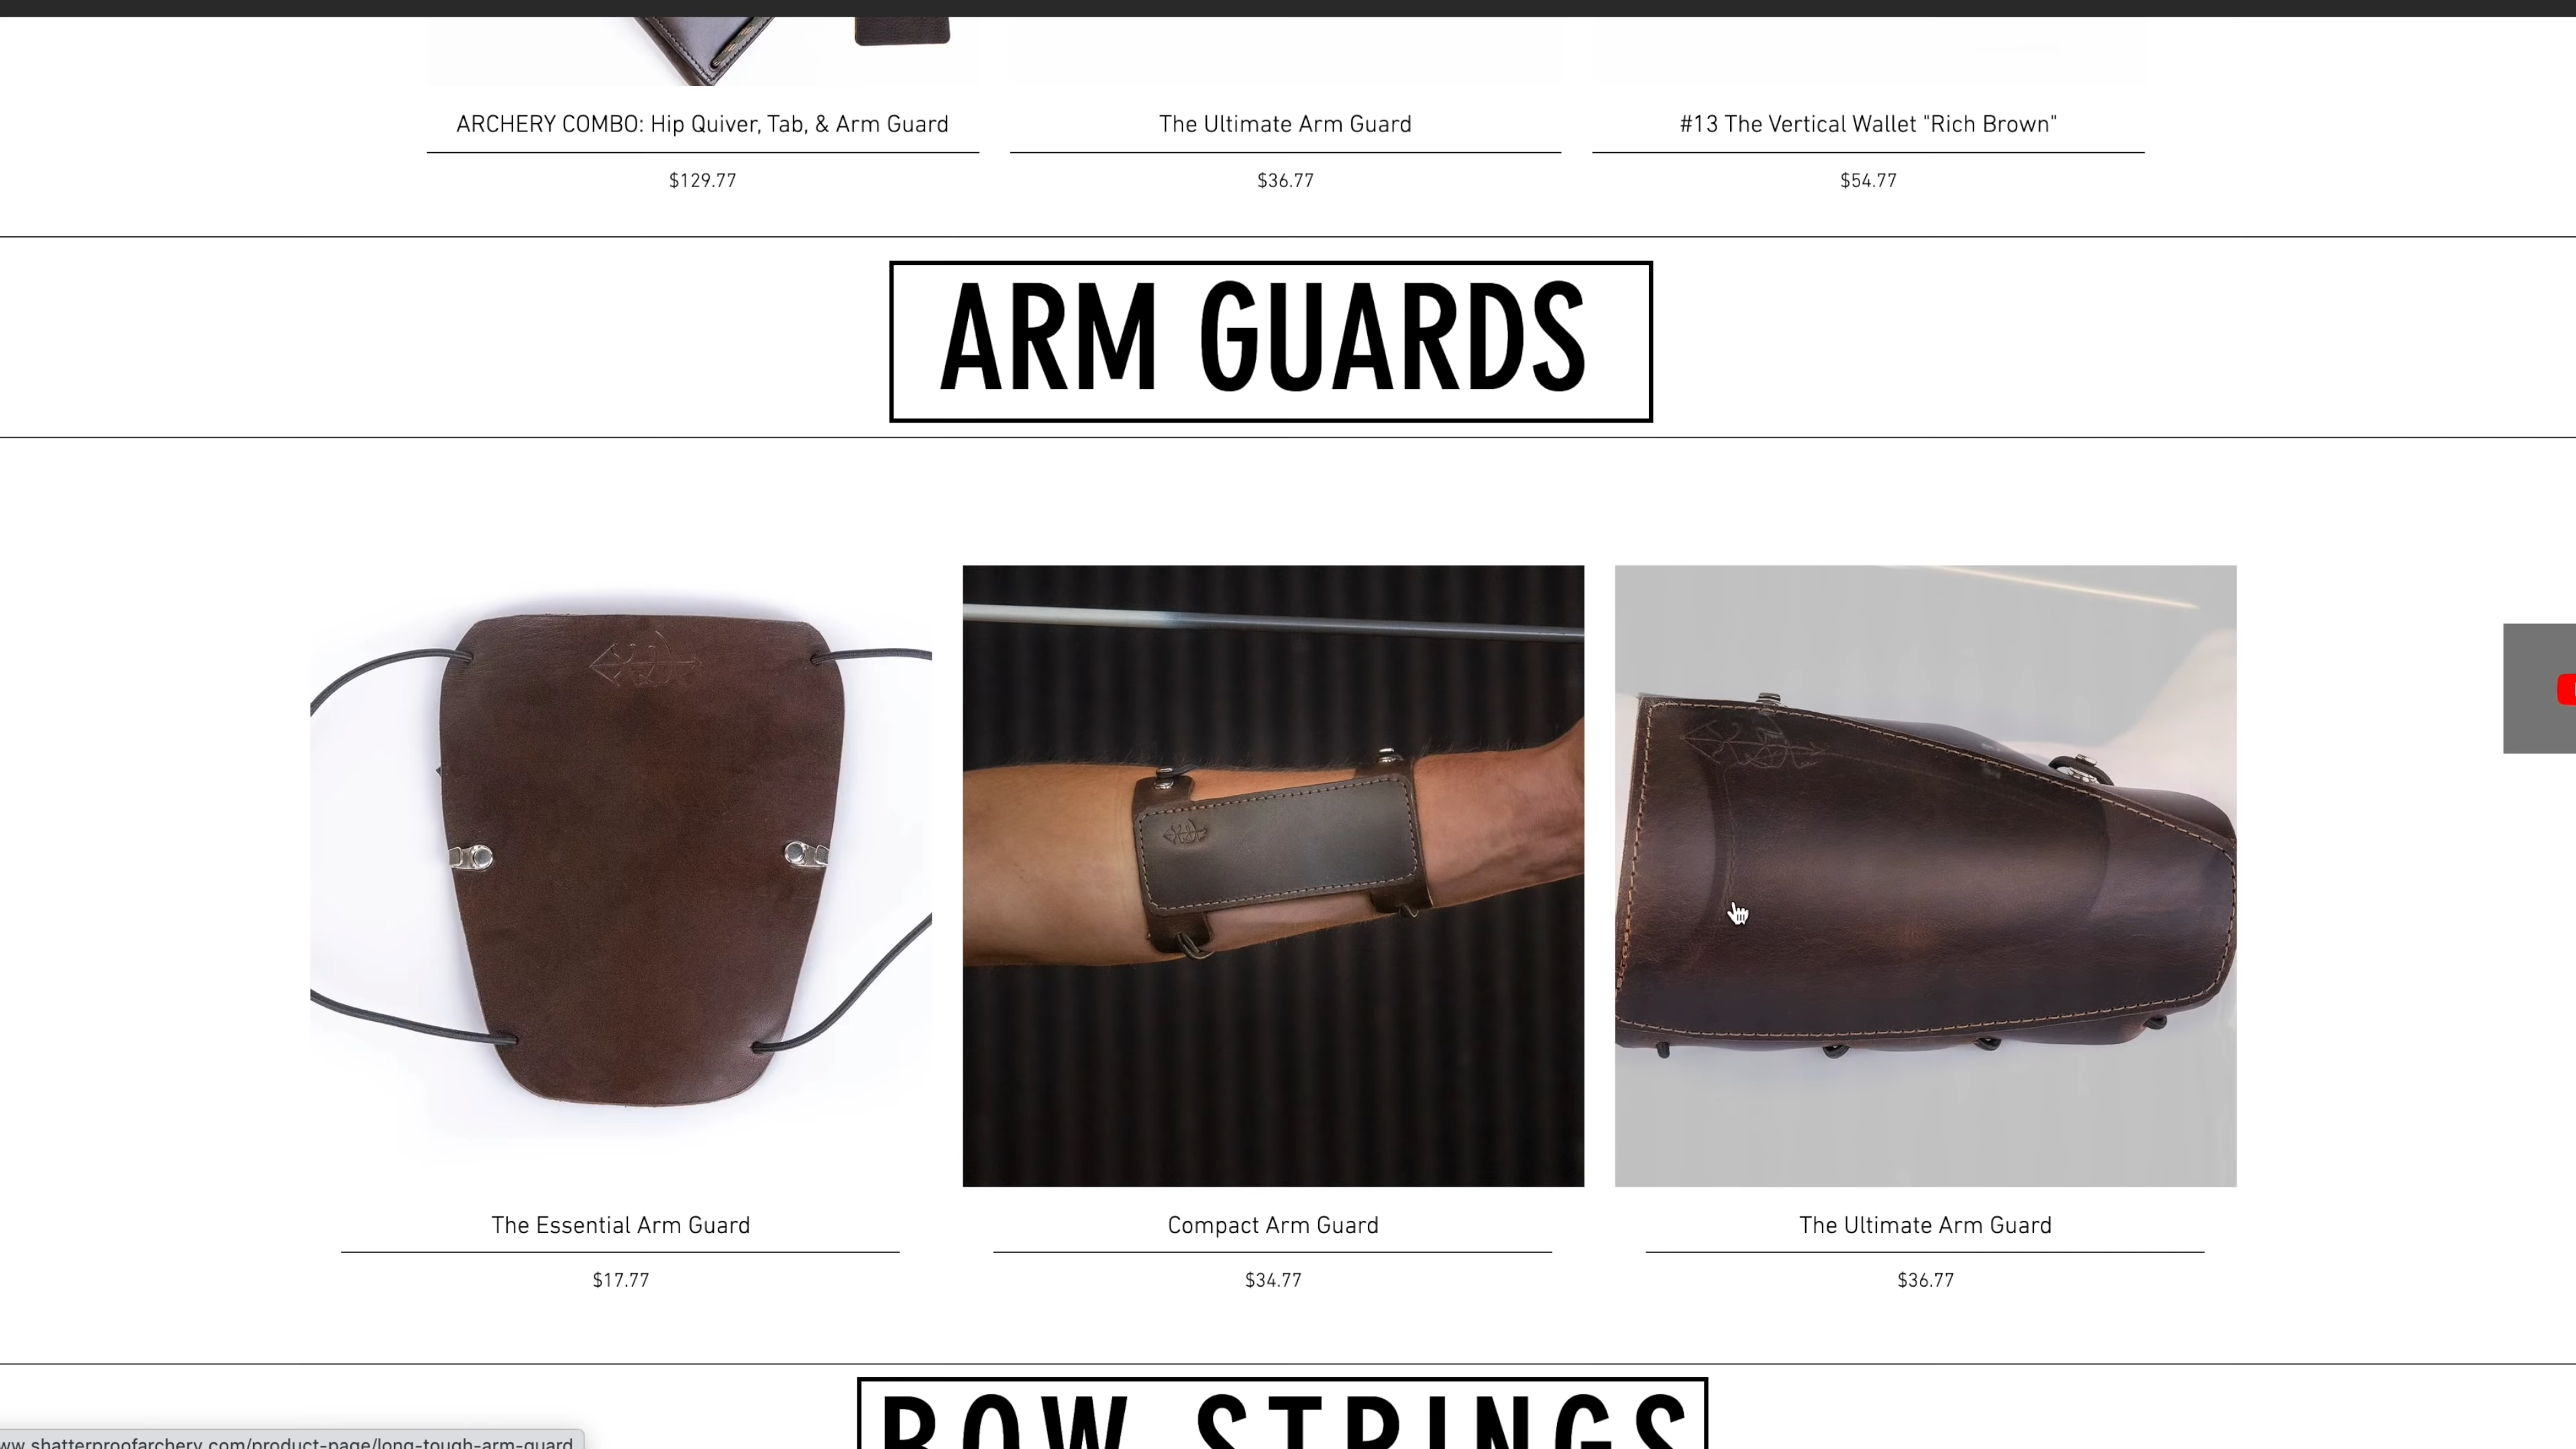 ARCHERY COMBO: Hip Quiver, Tab, & Arm Guard
The Ultimate Arm Guard
#13 The Vertical Wallet "Rich Brown"
$129.77
$36.77
$54.77
ARM GUARDS
The Essential Arm Guard
Compact Arm Guard
The Ultimate Arm Guard
$17.77
$34.77
$36.77
BOW STRINGS
ww.shatterproofarchery.com/product-page/long-tough-arm-guard